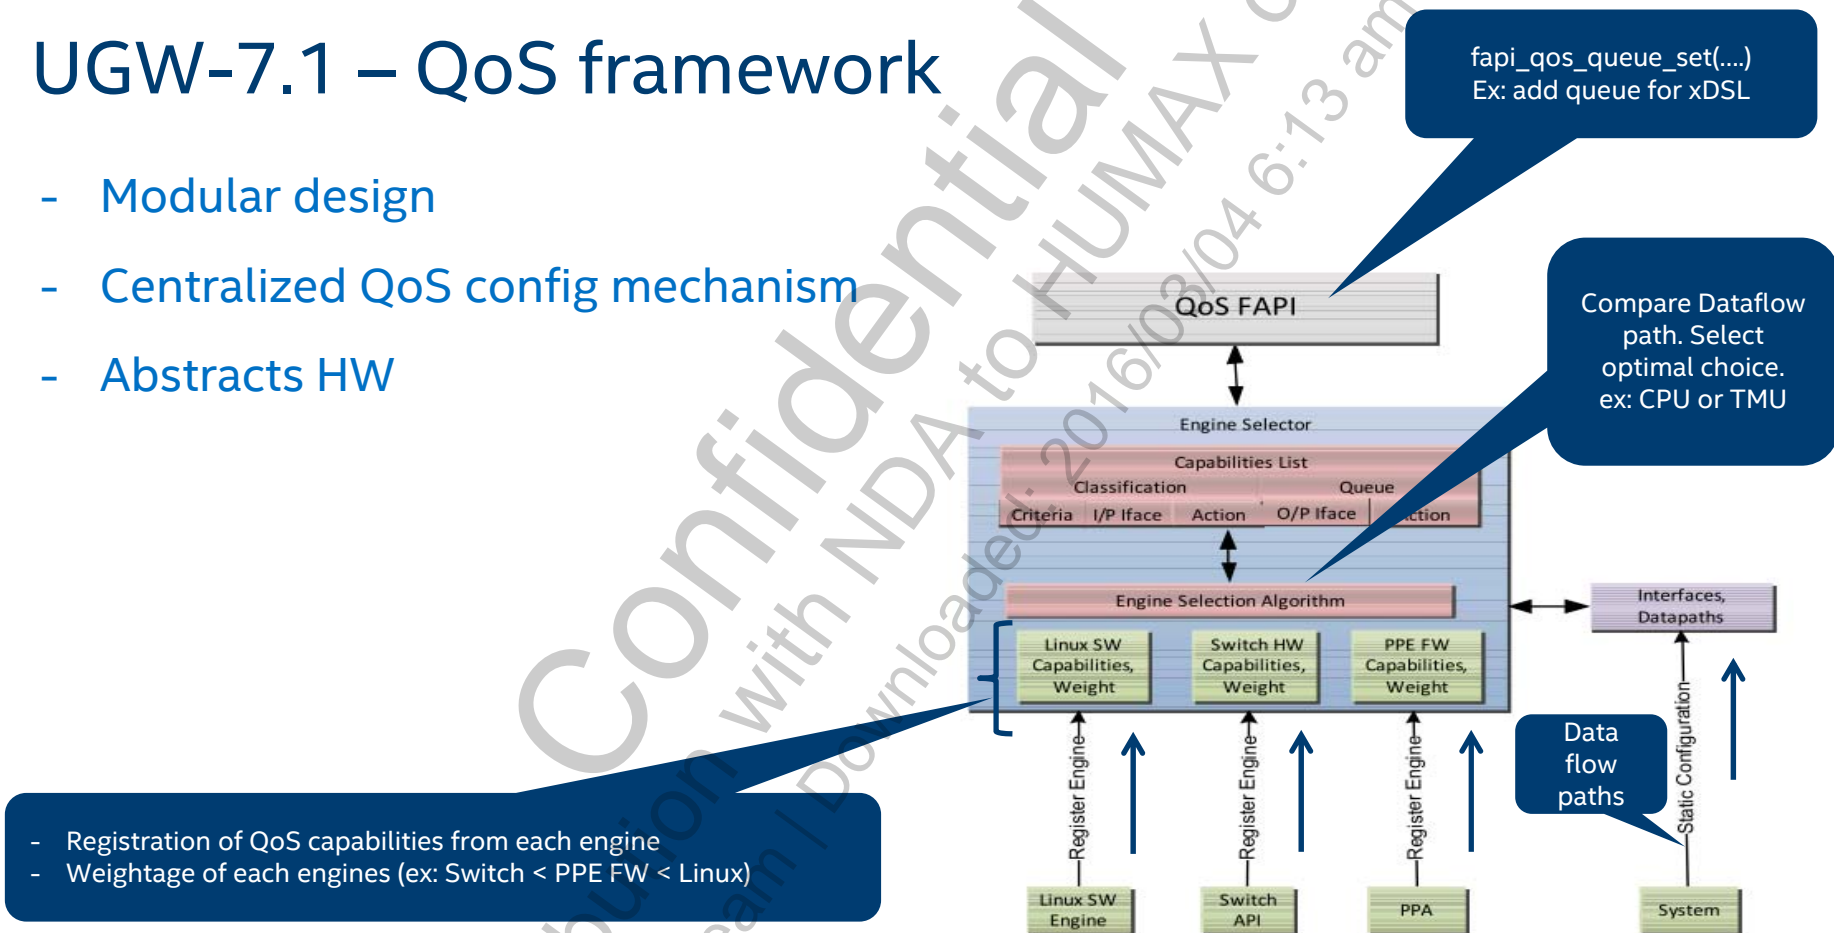 UGW-7.1 – QoS framework
- Modular design
- Centralized QoS config mechanism
- Abstracts HW
fapi_qos_queue_set(....)
Ex: add queue for xDSL
QoS FAPI
Compare Dataflow
path. Select
optimal choice.
ex: CPU or TMU
Engine Selector
Capabilities List
Classification
Queue
Criteria
I/P Iface
Action
O/P Iface
Action
Engine Selection Algorithm
Linux SW
Capabilities,
Weight
Switch HW
Capabilities,
Weight
PPE FW
Capabilities,
Weight
Interfaces,
Datapaths
Register Engine
Register Engine
Register Engine
Static Configuration
Data
flow
paths
- Registration of QoS capabilities from each engine
- Weightage of each engines (ex: Switch < PPE FW < Linux)
Linux SW
Engine
Switch
API
PPA
System
Confidential
with NDA to HUMAX
Downloaded: 2016/03/04 6:13 am